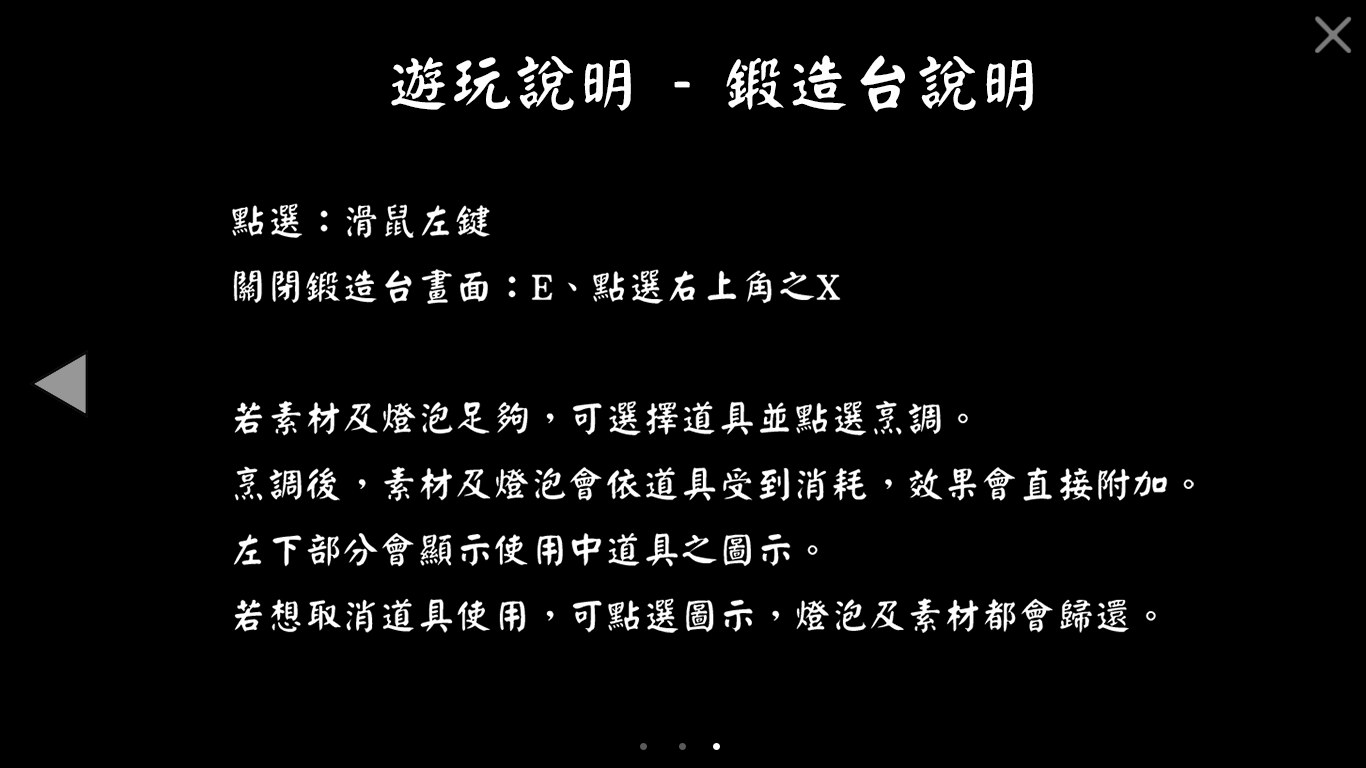 遊玩說明 - 鍛造台說明
點選：滑鼠左鍵
關閉鍛造台畫面：E、點選右上角之X
若素材及燈泡足夠，可選擇道具並點選烹調。
烹調後，素材及燈泡會依道具受到消耗，效果會直接附加。
左下部分會顯示使用中道具之圖示。
若想取消道具使用，可點選圖示，燈泡及素材都會歸還。